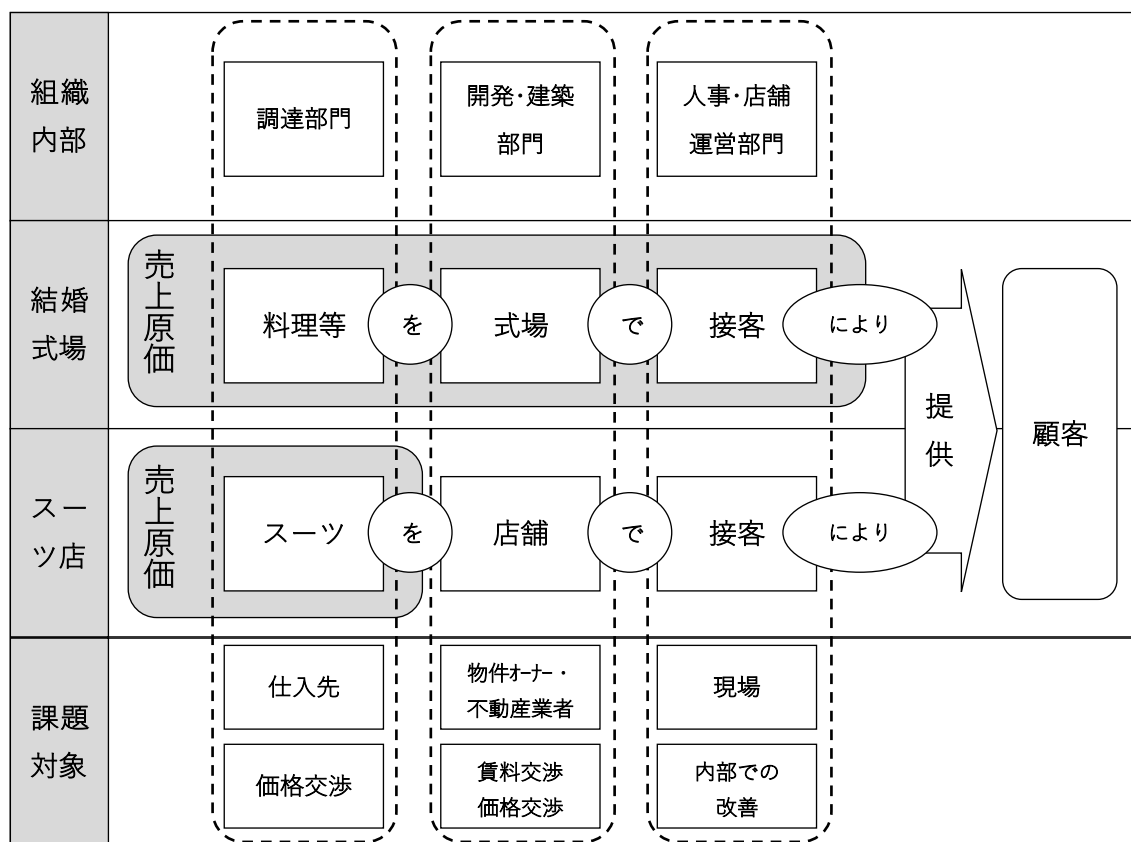 組織
内部
調達部門
開発・建築
部門
人事・店舗
運営部門
結婚
式場
売上原価
料理等
を
式場
で
接客
により
スー
ツ店
売上原価
スーツ
を
店舗
で
接客
により
提供
顧客
課題
対象
仕入先
物件オーナー・
不動産業者
現場
価格交渉
賃料交渉
価格交渉
内部での
改善